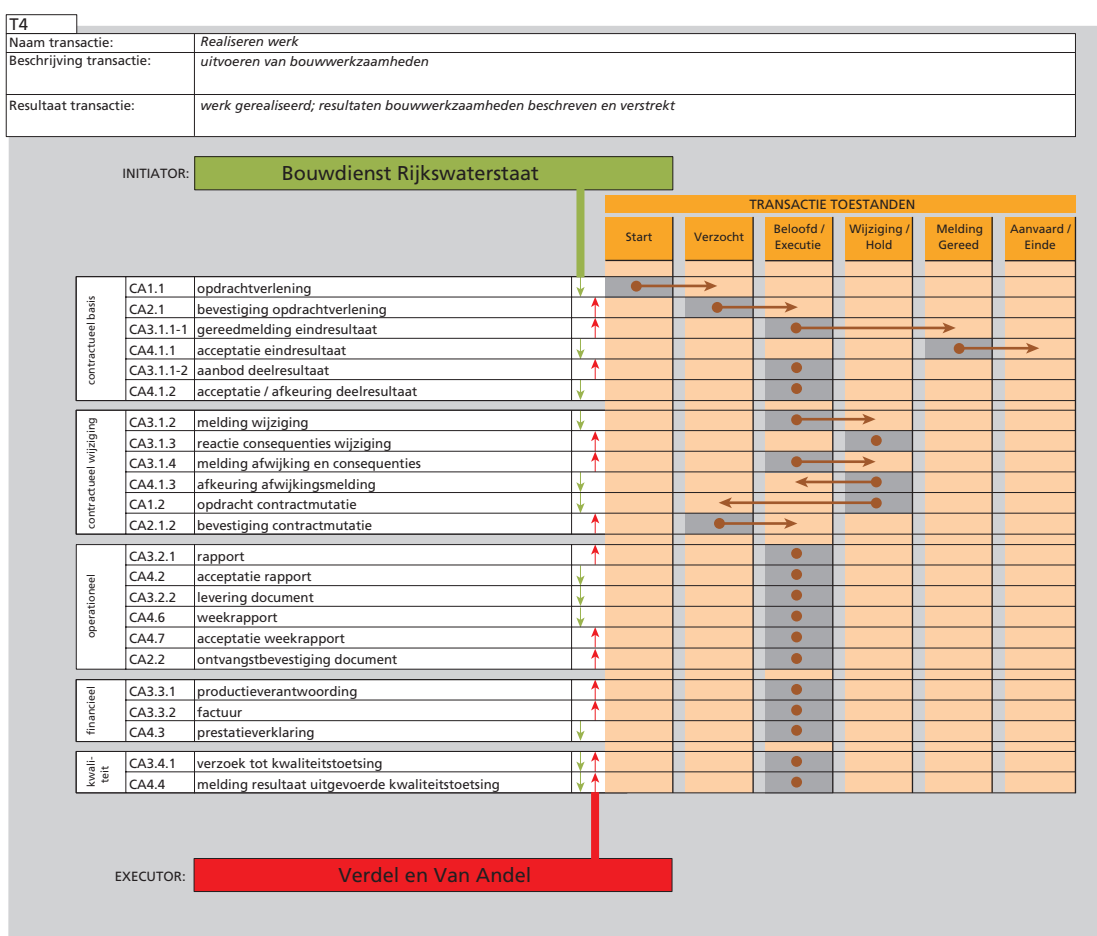 T4
Naam transactie: Realiseren werk
Beschrijving transactie: uitvoeren van bouwwerkzaamheden
Resultaat transactie: werk gerealiseerd; resultaten bouwwerkzaamheden beschreven en verstrekt
INITIATOR: Bouwdienst Rijkswaterstaat
TRANSACTIE TOESTANDEN
Start
Verzocht
Beloofd /
Executie
Wijziging /
Hold
Melding
Gereed
Aanvaard /
Einde
contractueel basis
CA1.1 opdrachtverlening
CA2.1 bevestiging opdrachtverlening
CA3.1.1-1 gereedmelding eindresultaat
CA4.1.1 acceptatie eindresultaat
CA3.1.1-2 aanbod deelresultaat
CA4.1.2 acceptatie / afkeuring deelresultaat
contractueel wijziging
CA3.1.2 melding wijziging
CA3.1.3 reactie consequenties wijziging
CA3.1.4 melding afwijking en consequenties
CA4.1.3 afkeuring afwijkingsmelding
CA1.2 opdracht contractmutatie
CA2.1.2 bevestiging contractmutatie
operationeel
CA3.2.1 rapport
CA4.2 acceptatie rapport
CA3.2.2 levering document
CA4.6 weekrapport
CA4.7 acceptatie weekrapport
CA2.2 ontvangstbevestiging document
financieel
CA3.3.1 productieverantwoording
CA3.3.2 factuur
CA4.3 prestatieverklaring
kwali-
teit
CA3.4.1 verzoek tot kwaliteitstoetsing
CA4.4 melding resultaat uitgevoerde kwaliteitstoetsing
EXECUTOR: Verdel en Van Andel